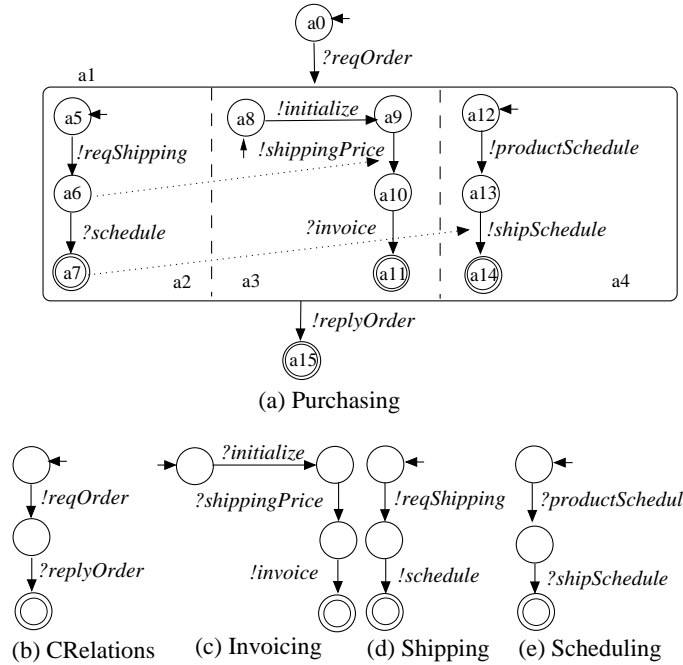 a0
?reqOrder
a1
a5
a8
!initialize
a9
a12
!reqShipping
!shippingPrice
!productSchedule
a6
a10
a13
?schedule
?invoice
!shipSchedule
a7
a2
a3
a11
a14
a4
!replyOrder
a15
(a) Purchasing
?initialize
!reqOrder
?shippingPrice
!reqShipping
?productSchedul
?replyOrder
!invoice
!schedule
?shipSchedule
(b) CRelations
(c) Invoicing
(d) Shipping
(e) Scheduling